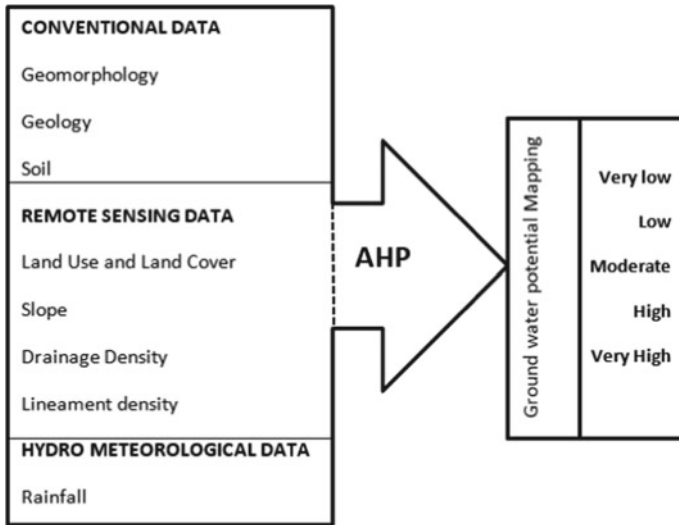 CONVENTIONAL DATA
Geomorphology
Geology
Soil
REMOTE SENSING DATA
Land Use and Land Cover
Slope
Drainage Density
Lineament density
HYDRO METEOROLOGICAL DATA
Rainfall
AHP
Ground water potential Mapping
Very low
Low
Moderate
High
Very High